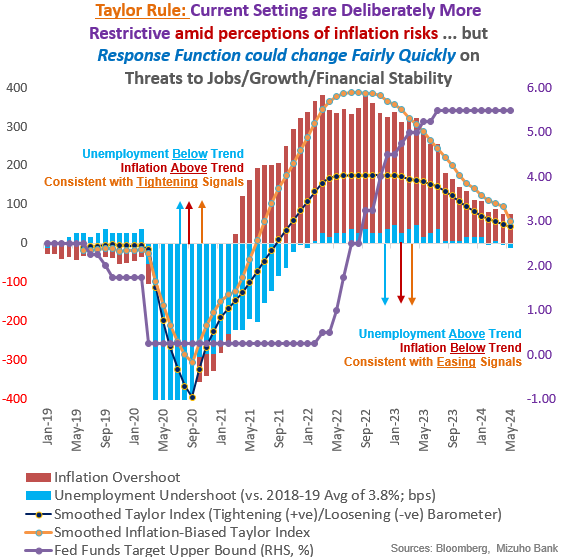 Taylor Rule: Current Setting are Deliberately More
Restrictive amid perceptions of inflation risks ... but
Response Function could change Fairly Quickly on
Threats to Jobs/Growth/Financial Stability
400
300
200
100
0
-100
-200
-300
-400
6.00
5.00
4.00
3.00
2.00
1.00
0.00
-1.00
Unemployment Below Trend
Inflation Above Trend
Consistent with Tightening Signals
Unemployment Above Trend
Inflation Below Trend
Consistent with Easing Signals
Jan-19
May-19
Sep-19
Jan-20
May-20
Sep-20
Jan-21
May-21
Sep-21
Jan-22
May-22
Sep-22
Jan-23
May-23
Sep-23
Jan-24
May-24
Inflation Overshoot
Unemployment Undershoot (vs. 2018-19 Avg of 3.8%; bps)
Smoothed Taylor Index (Tightening (+ve)/Loosening (-ve) Barometer)
Smoothed Inflation-Biased Taylor Index
Fed Funds Target Upper Bound (RHS, %)
Sources: Bloomberg, Mizuho Bank